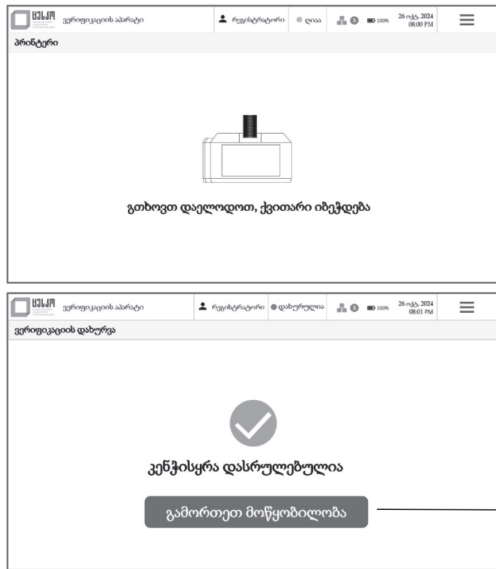 ცესკო ვერიფიკაციის აპარატი რეგისტრატორი ღიაა 100% 26 ოქტ, 2024
08:00 PM
პრინტერი
გთხოვთ დაელოდოთ, ქვითარი იბეჭდება
ცესკო ვერიფიკაციის აპარატი რეგისტრატორი დახურულია 100% 26 ოქტ, 2024
08:01 PM
ვერიფიკაციის დახურვა
კენჭისყრა დასრულებულია
გამორთეთ მოწყობილობა